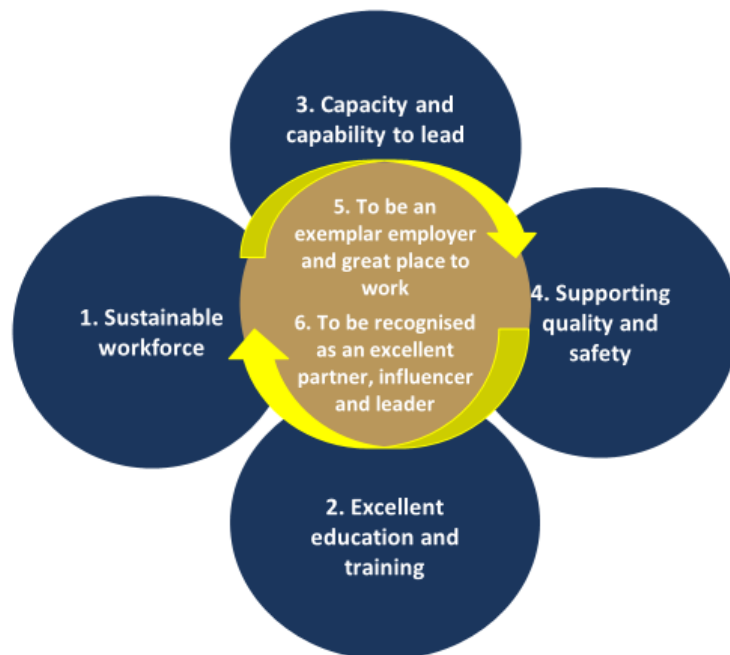 3. Capacity and
capability to lead
5. To be an
exemplar employer
and great place to
work
6. To be recognised
as an excellent
partner, influencer
and leader
1. Sustainable
workforce
4. Supporting
quality and
safety
2. Excellent
education and
training